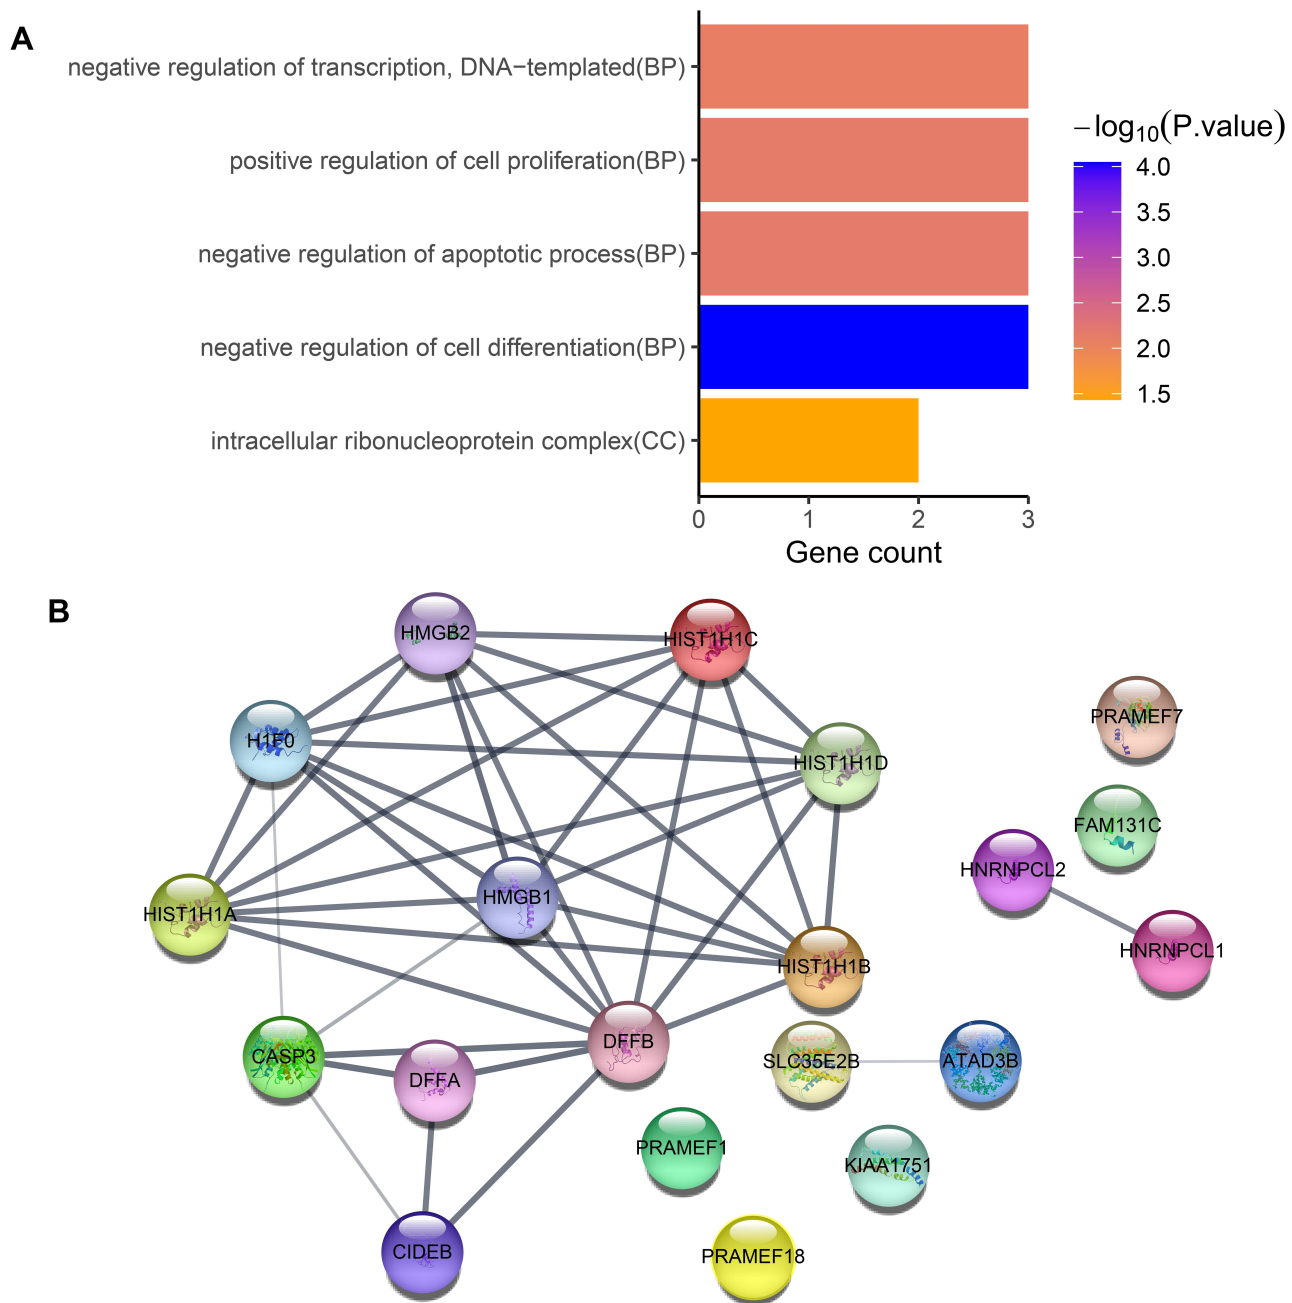 A
negative regulation of transcription, DNA−templated(BP)
positive regulation of cell proliferation(BP)
negative regulation of apoptotic process(BP)
negative regulation of cell differentiation(BP)
intracellular ribonucleoprotein complex(CC)
0 1 2 3
Gene count
−log10(P.value)
4.0
3.5
3.0
2.5
2.0
1.5
B
HMGB2
HIST1H1C
PRAMEF7
H1F0
HIST1H1D
FAM131C
HNRNPCL2
HMGB1
HIST1H1A
HNRNPCL1
HIST1H1B
DFFB
CASP3
SLC35E2B
ATAD3B
DFFA
PRAMEF1
KIAA1751
CIDEB
PRAMEF18